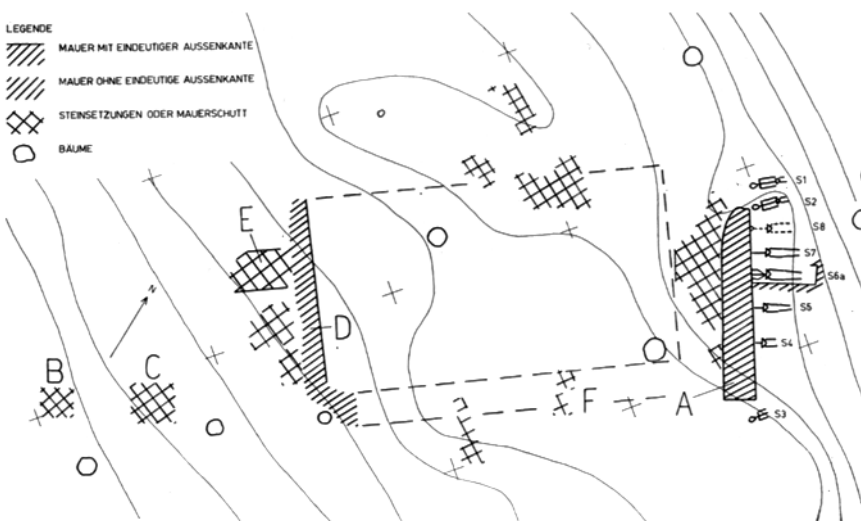 LEGENDE
MAUER MIT EINDEUTIGER AUSSENKANTE
MAUER OHNE EINDEUTIGE AUSSENKANTE
STEINSETZUNGEN ODER MAUERSCHUTT
BÄUME
S1
S2
S8
S7
S6a
S5
S4
S3
E
N
D
B
C
F
A